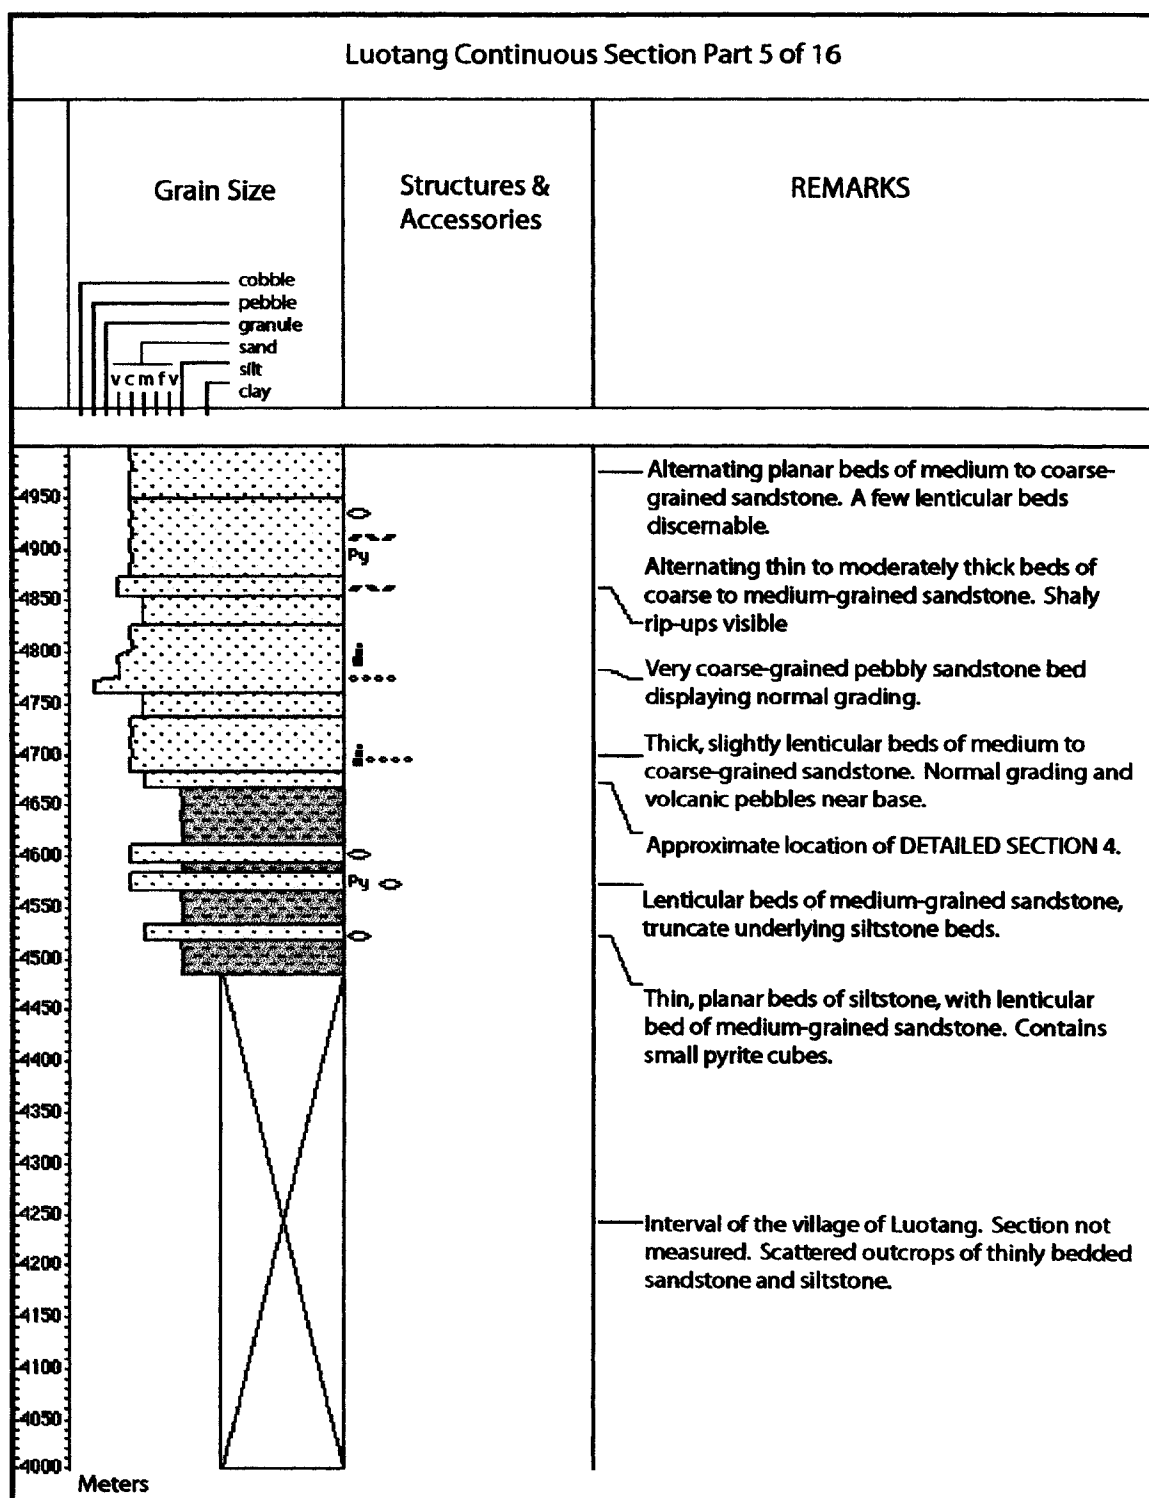 Luotang Continuous Section Part 5 of 16
Grain Size
Structures &
Accessories
REMARKS
cobble
pebble
granule
sand
silt
clay
v c m f v
4950
4900
4850
4800
4750
4700
4650
4600
4550
4500
4450
4400
4350
4300
4250
4200
4150
4100
4050
4000
Meters
Py
Py
Alternating planar beds of medium to coarse-
grained sandstone. A few lenticular beds
discernable.
Alternating thin to moderately thick beds of
coarse to medium-grained sandstone. Shaly
rip-ups visible
Very coarse-grained pebbly sandstone bed
displaying normal grading.
Thick, slightly lenticular beds of medium to
coarse-grained sandstone. Normal grading and
volcanic pebbles near base.
Approximate location of DETAILED SECTION 4.
Lenticular beds of medium-grained sandstone,
truncate underlying siltstone beds.
Thin, planar beds of siltstone, with lenticular
bed of medium-grained sandstone. Contains
small pyrite cubes.
Interval of the village of Luotang. Section not
measured. Scattered outcrops of thinly bedded
sandstone and siltstone.